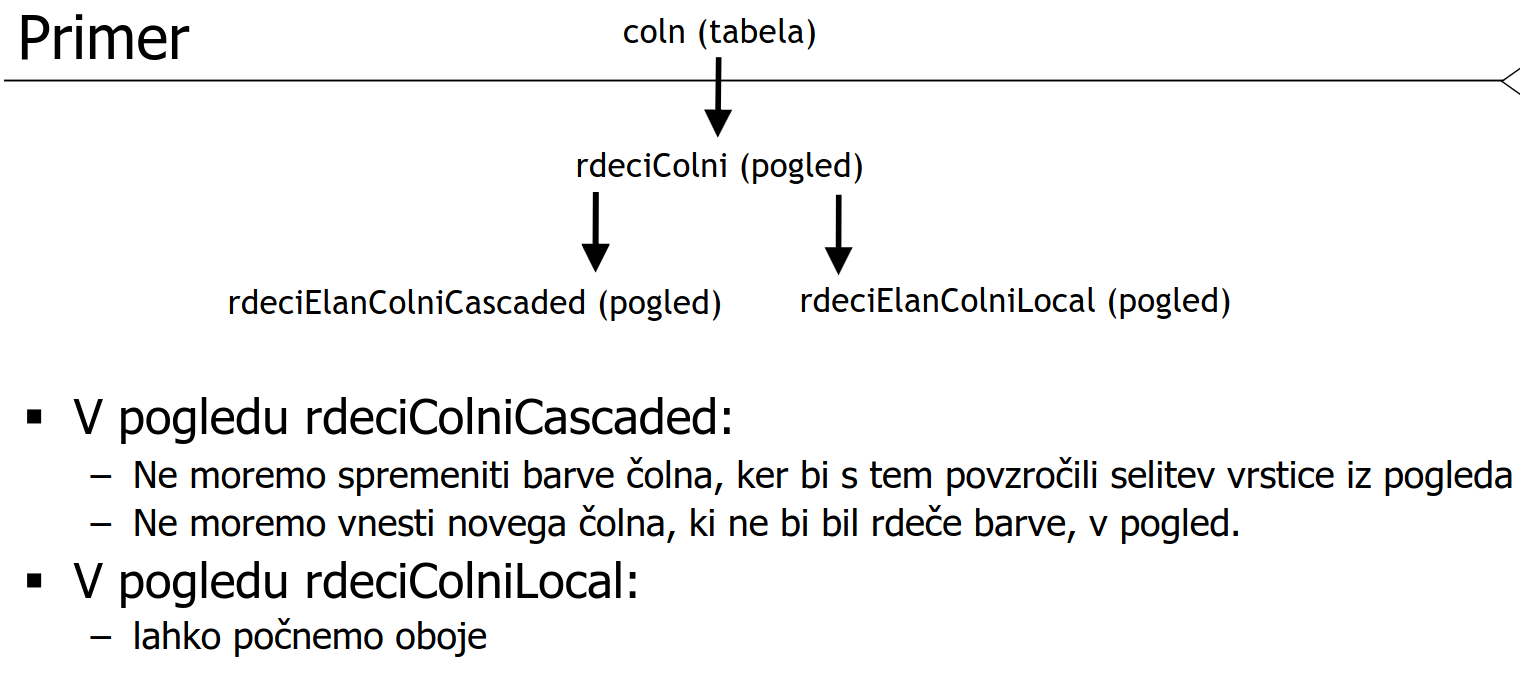 Primer
coln (tabela)
rdeciColni (pogled)
rdeciElanColniCascaded (pogled)
rdeciElanColniLocal (pogled)
▪ V pogledu rdeciColniCascaded:
– Ne moremo spremeniti barve čolna, ker bi s tem povzročili selitev vrstice iz pogleda
– Ne moremo vnesti novega čolna, ki ne bi bil rdeče barve, v pogled.
▪ V pogledu rdeciColniLocal:
– lahko počnemo oboje